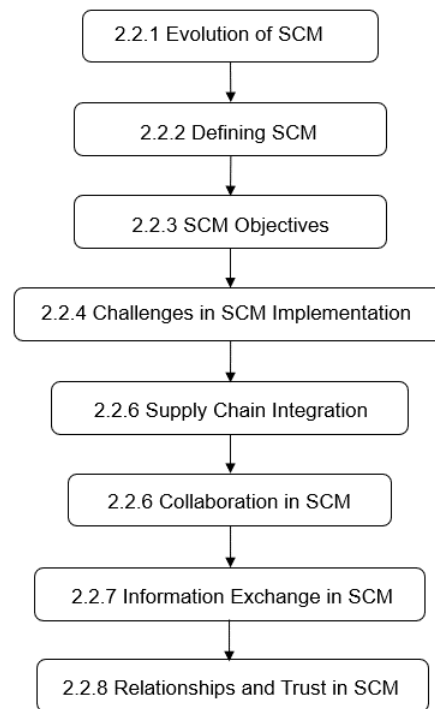 2.2.1 Evolution of SCM
2.2.2 Defining SCM
2.2.3 SCM Objectives
2.2.4 Challenges in SCM Implementation
2.2.6 Supply Chain Integration
2.2.6 Collaboration in SCM
2.2.7 Information Exchange in SCM
2.2.8 Relationships and Trust in SCM